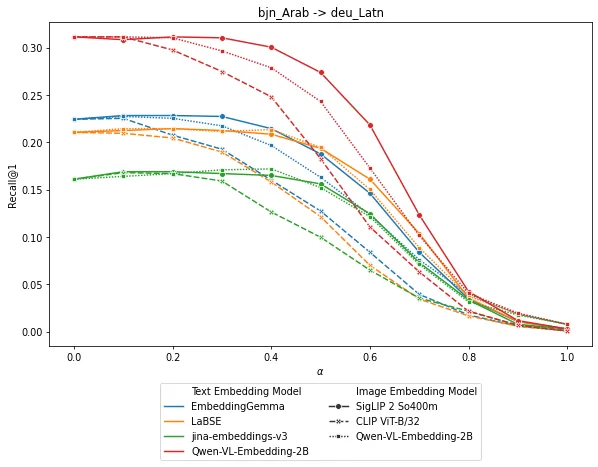 bjn_Arab -> deu_Latn
Recall@1
0.30
0.25
0.20
0.15
0.10
0.05
0.00
0.0 0.2 0.4 0.6 0.8 1.0
α
Text Embedding Model Image Embedding Model
EmbeddingGemma SigLIP 2 So400m
LaBSE CLIP ViT-B/32
jina-embeddings-v3 Qwen-VL-Embedding-2B
Qwen-VL-Embedding-2B